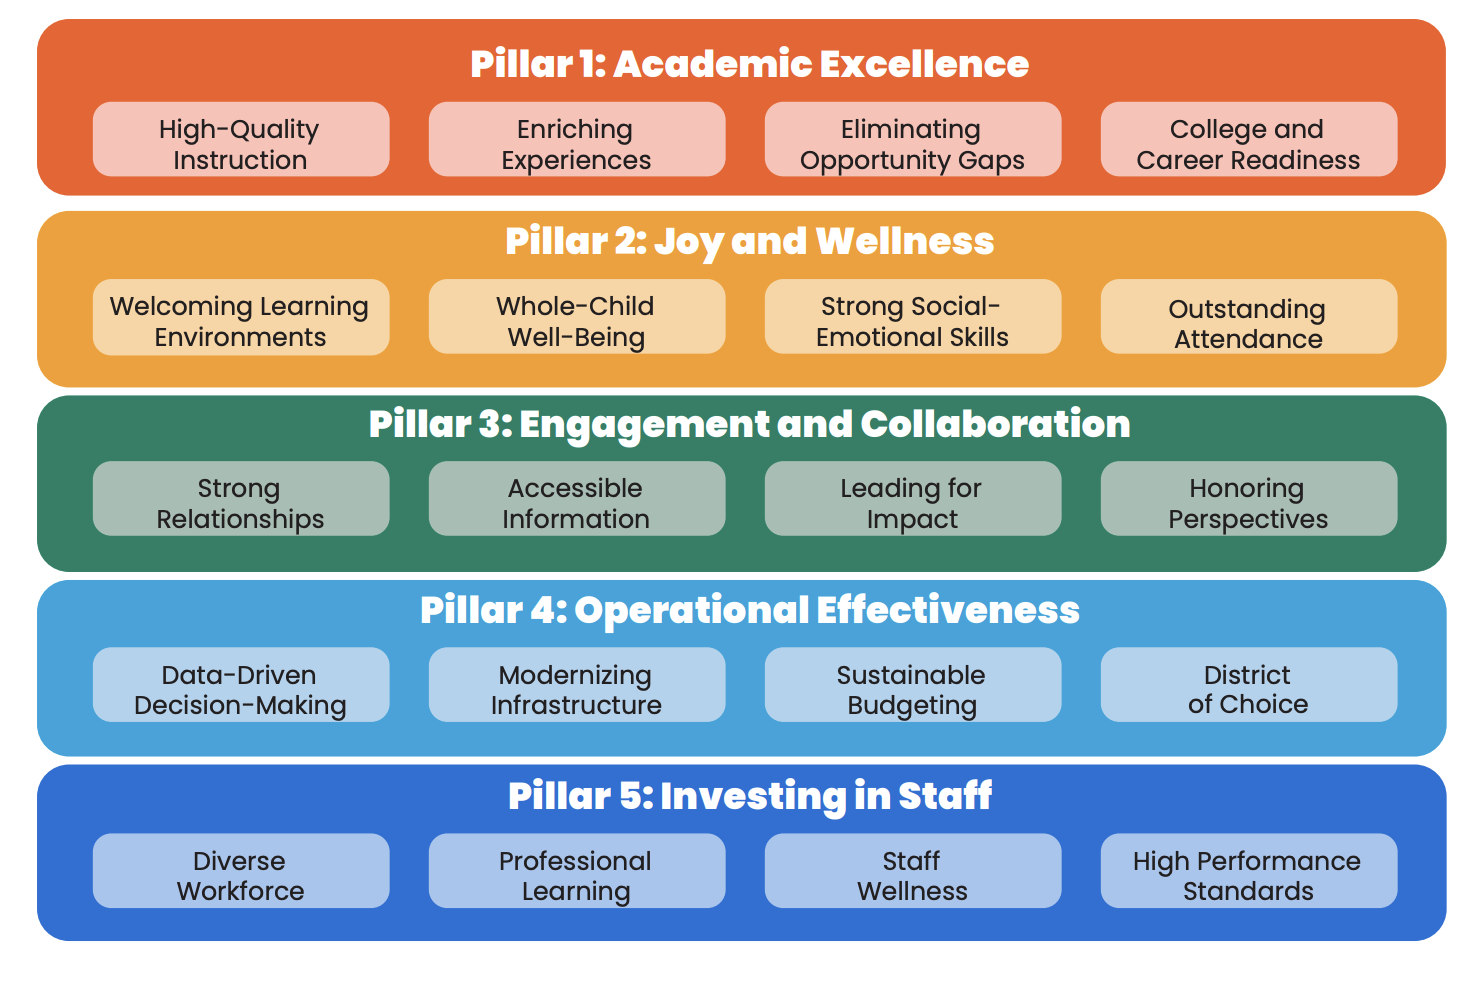 Pillar 1: Academic Excellence
High-Quality
Instruction
Enriching
Experiences
Eliminating
Opportunity Gaps
College and
Career Readiness
Pillar 2: Joy and Wellness
Welcoming Learning
Environments
Whole-Child
Well-Being
Strong Social-
Emotional Skills
Outstanding
Attendance
Pillar 3: Engagement and Collaboration
Strong
Relationships
Accessible
Information
Leading for
Impact
Honoring
Perspectives
Pillar 4: Operational Effectiveness
Data-Driven
Decision-Making
Modernizing
Infrastructure
Sustainable
Budgeting
District
of Choice
Pillar 5: Investing in Staff
Diverse
Workforce
Professional
Learning
Staff
Wellness
High Performance
Standards